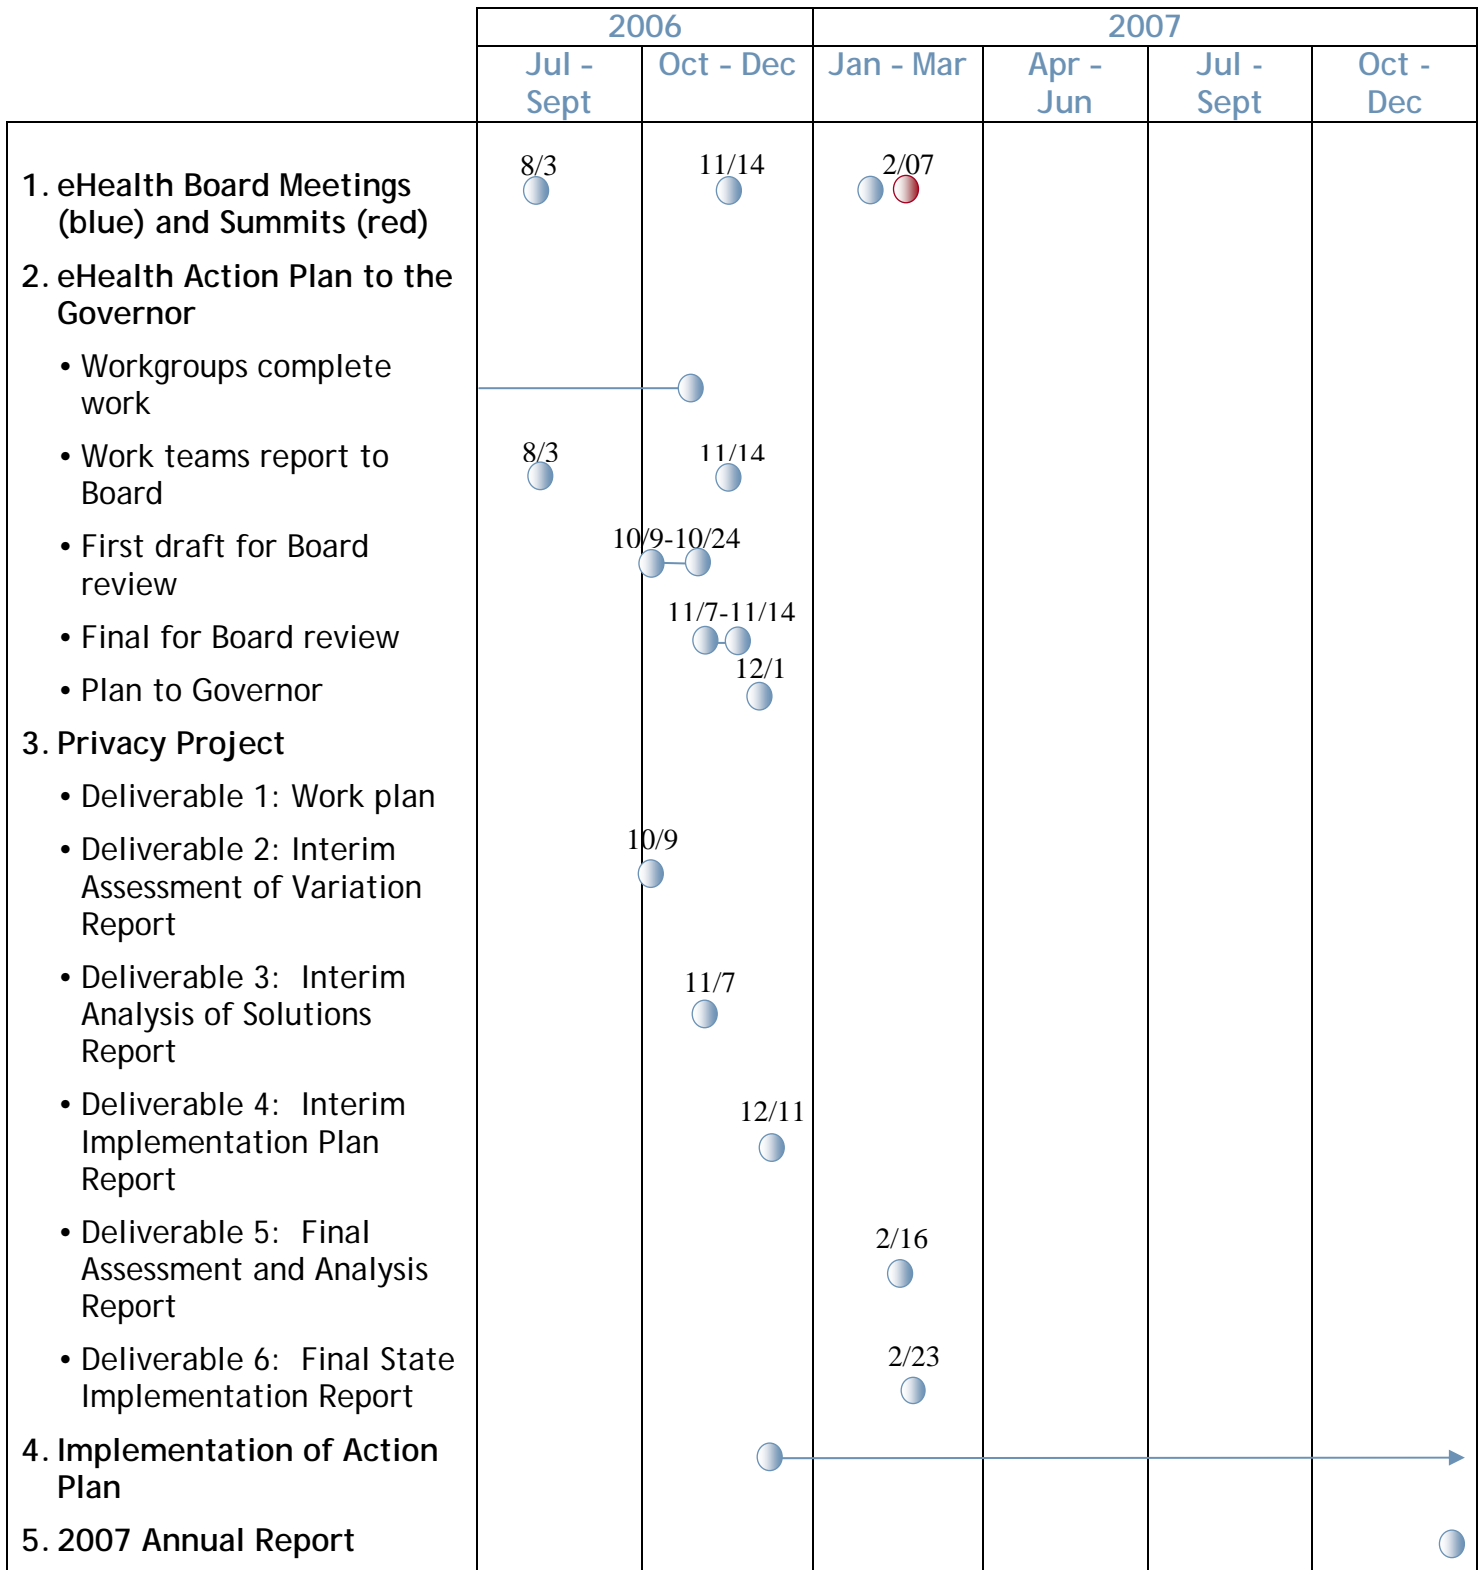 2006 2007
Jul – Oct – Dec Jan – Mar Apr – Jul - Oct -
Sept Jun Sept Dec
8/3 11/14 2/07
1. eHealth Board Meetings
(blue) and Summits (red)
2. eHealth Action Plan to the
Governor
• Workgroups complete
work
• Work teams report to 8/3 11/14
Board
• First draft for Board 10/9-10/24
review
11/7-11/14
• Final for Board review
12/1
• Plan to Governor
3. Privacy Project
• Deliverable 1: Work plan
• Deliverable 2: Interim 10/9
Assessment of Variation
Report
• Deliverable 3: Interim 11/7
Analysis of Solutions
Report
• Deliverable 4: Interim 12/11
Implementation Plan
Report
• Deliverable 5: Final 2/16
Assessment and Analysis
Report
• Deliverable 6: Final State 2/23
Implementation Report
4. Implementation of Action
Plan
5. 2007 Annual Report